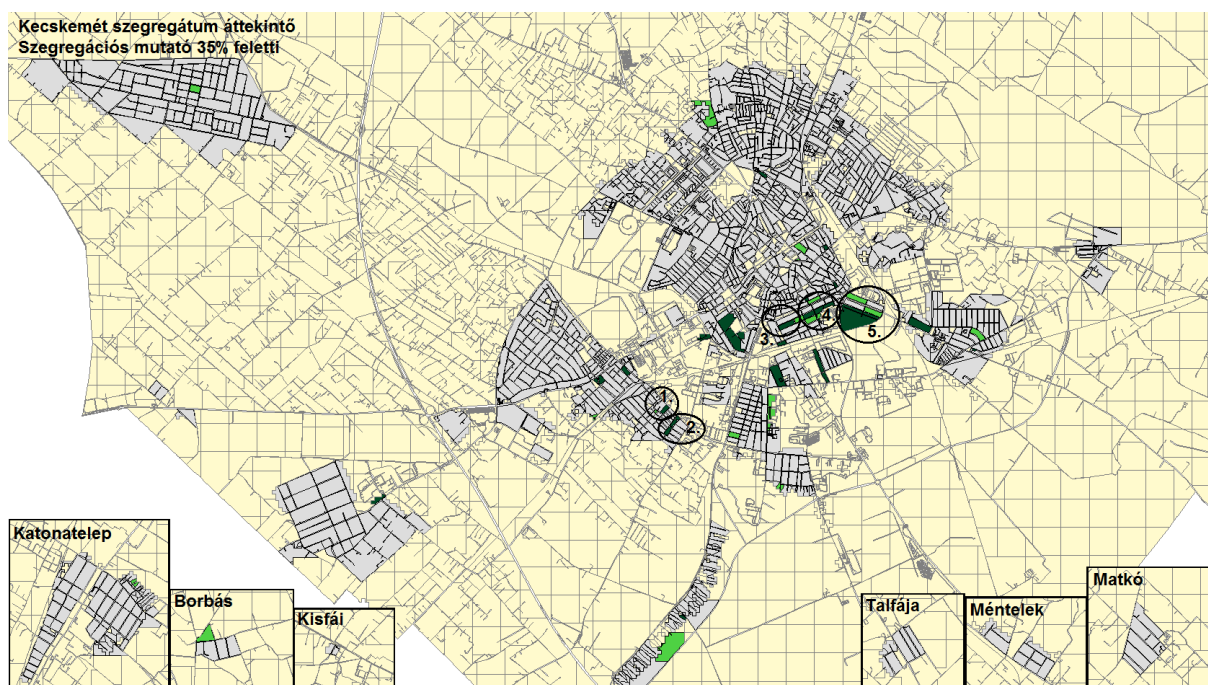 Kecskemét szegregátum áttekintő
Szegregációs mutató 35% feletti
3.
4.
5.
1.
2.
Katonatelep
Borbás
Kisfái
Talfája
Méntelek
Matkó